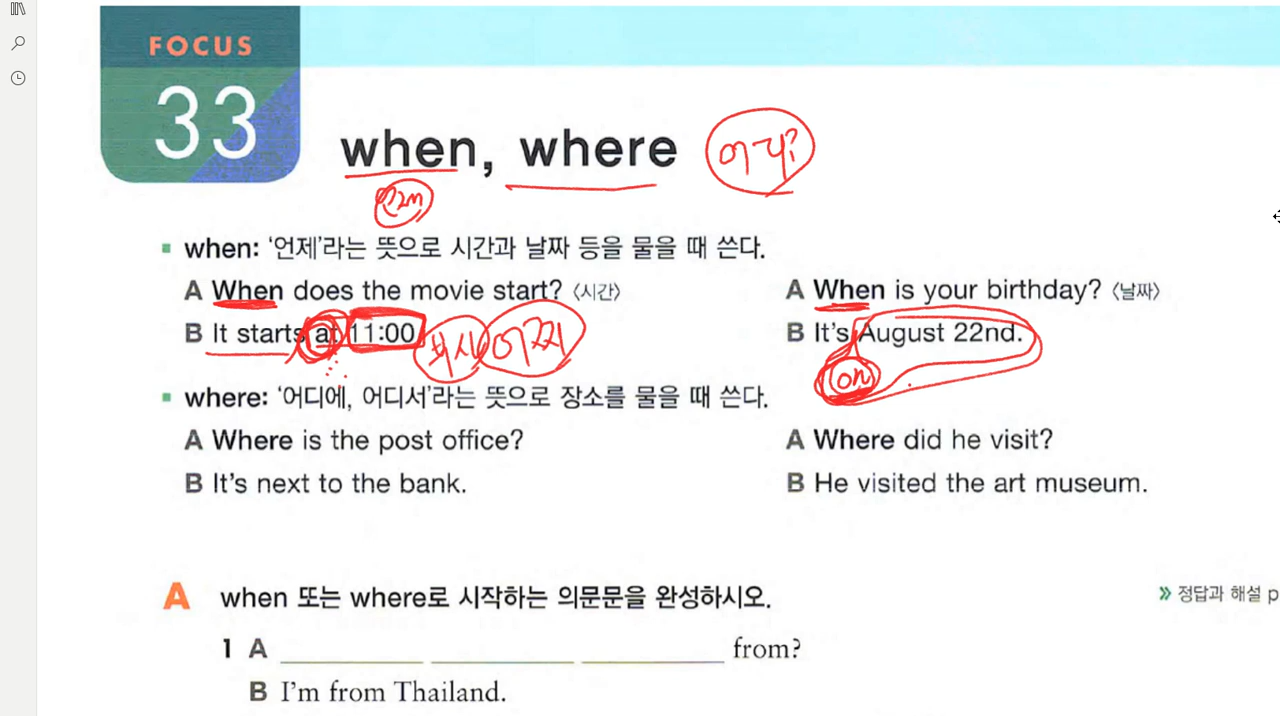 FOCUS
33
when, where 어디?
언제
when: ‘언제’라는 뜻으로 시간과 날짜 등을 물을 때 쓴다.
A When does the movie start? 〈시간〉
B It starts at 11:00
A When is your birthday? 〈날짜〉
B It's August 22nd.
on
where: ‘어디에, 어디서’라는 뜻으로 장소를 물을 때 쓴다.
A Where is the post office?
B It's next to the bank.
A Where did he visit?
B He visited the art museum.
A when 또는 where로 시작하는 의문문을 완성하시오.
» 정답과 해설 p
1 A from?
B I'm from Thailand.